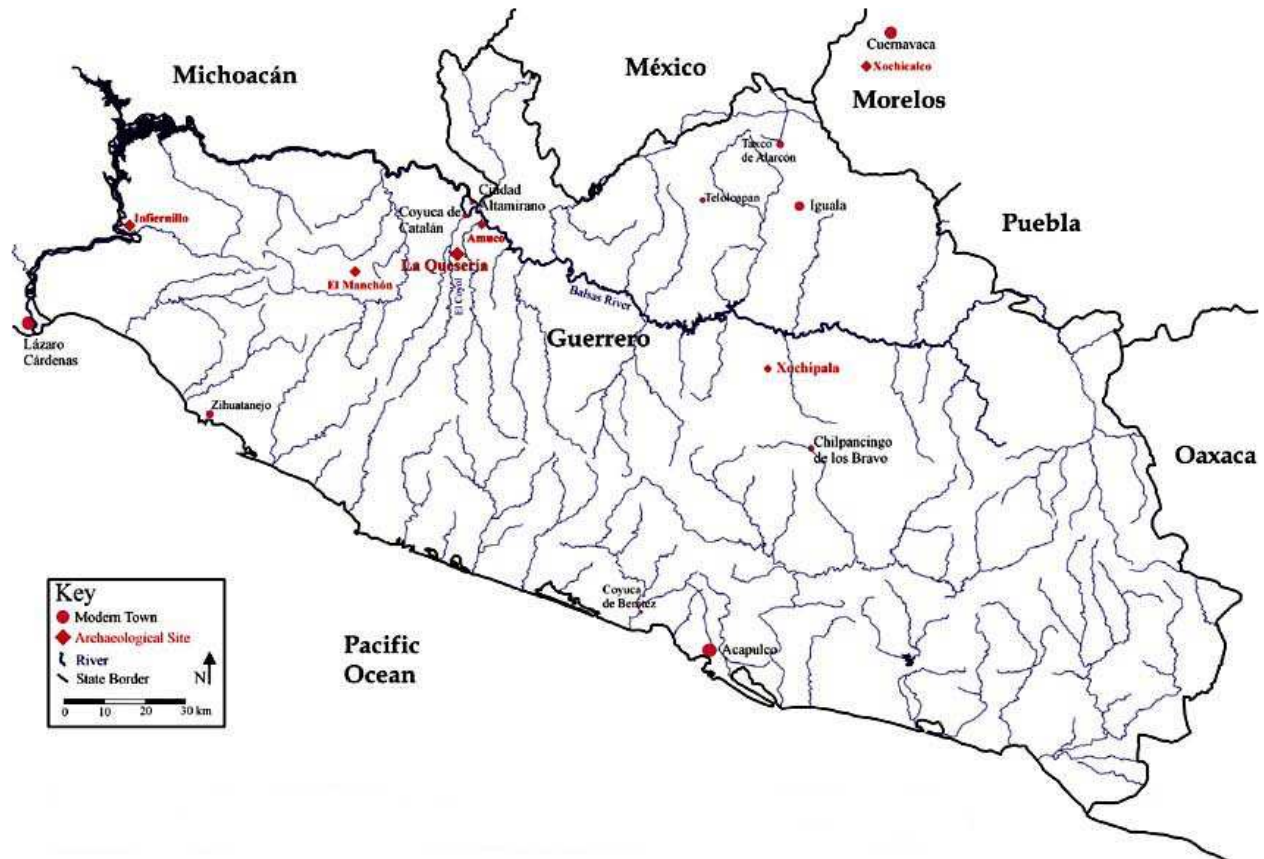 Michoacán
México
Cuernavaca
Xochicalco
Morelos
Taxco
de Alarcón
Teloloapan
Iguala
Puebla
Ciudad
Altamirano
Coyuca de
Catalán
Amuco
Infiernillo
La Quesería
El Manchón
El Coyol
Balsas River
Guerrero
Lázaro
Cárdenas
Xochipala
Zihuatanejo
Chilpancingo
de los Bravo
Oaxaca
Coyuca
de Benítez
Acapulco
Pacific
Ocean
Key
Modern Town
Archaeological Site
River
State Border
N
0 10 20 30 km